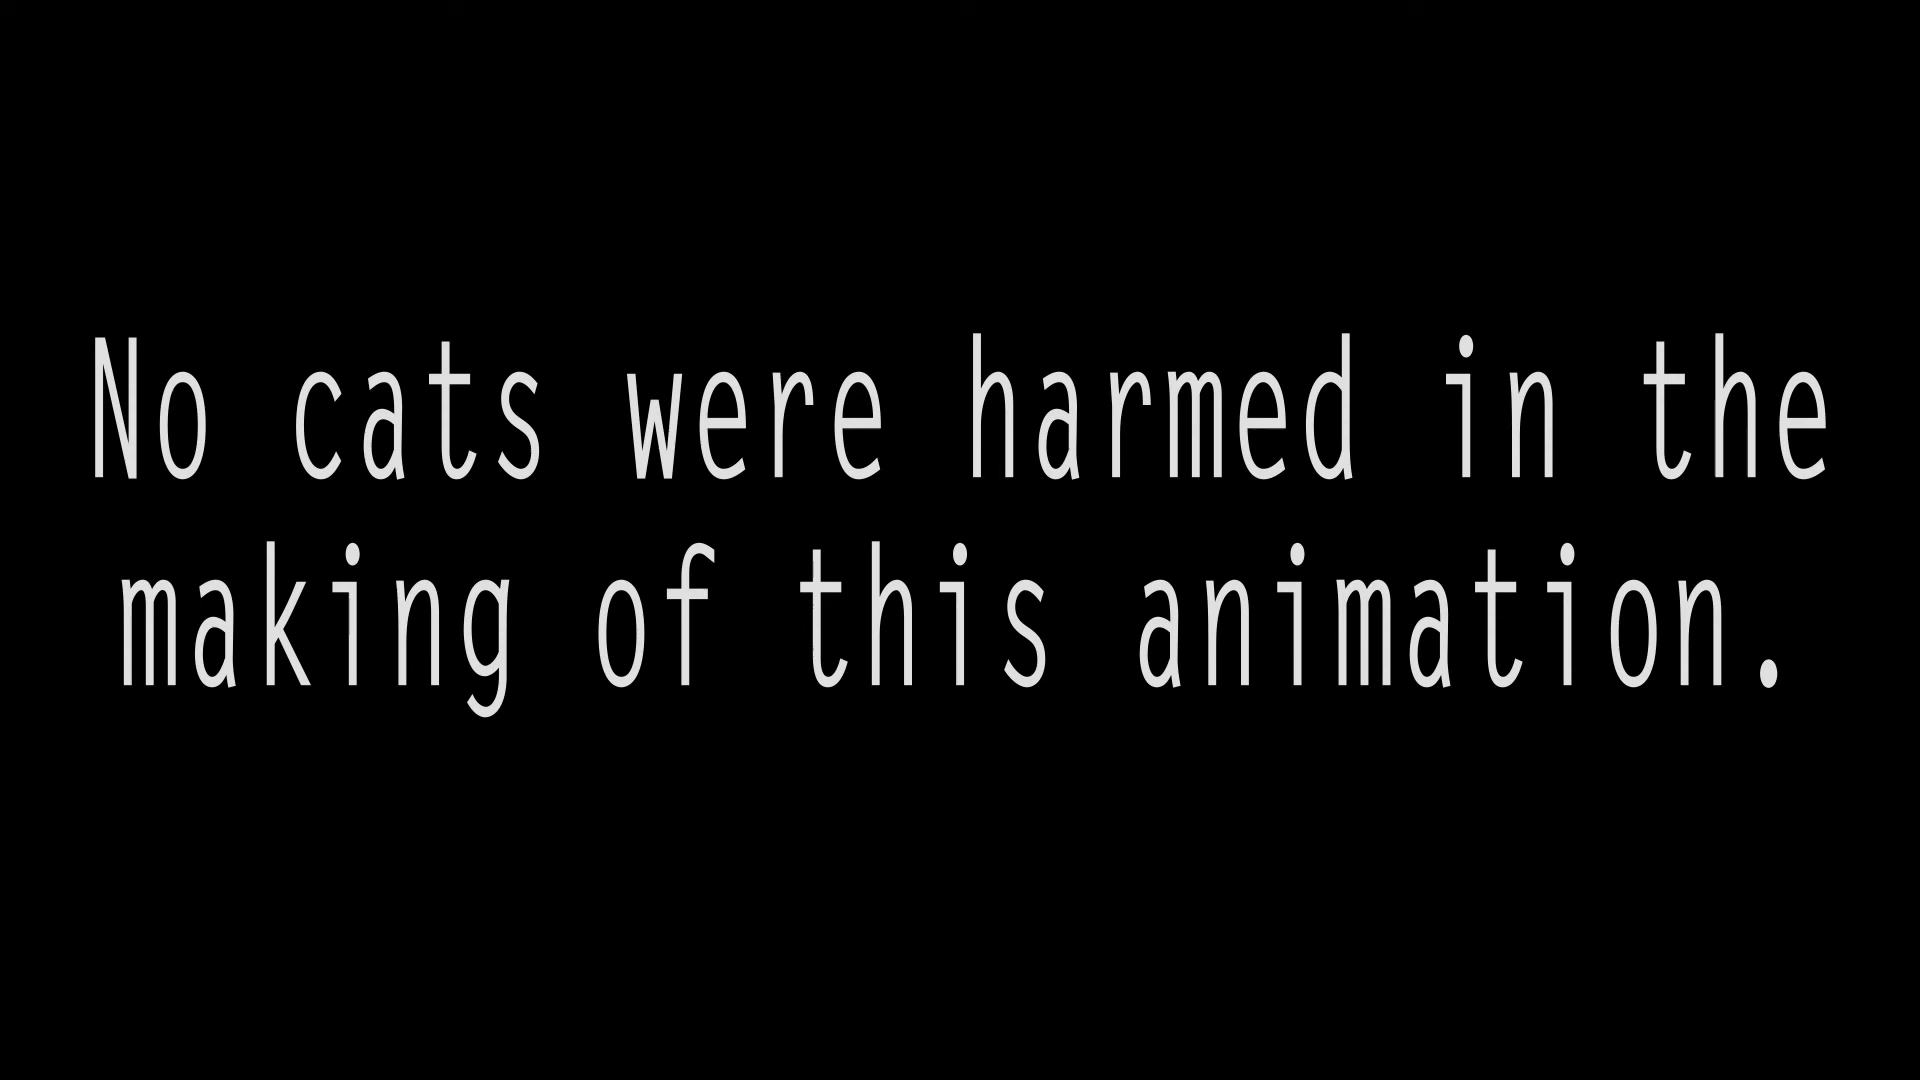 No cats were harmed in the
making of this animation.